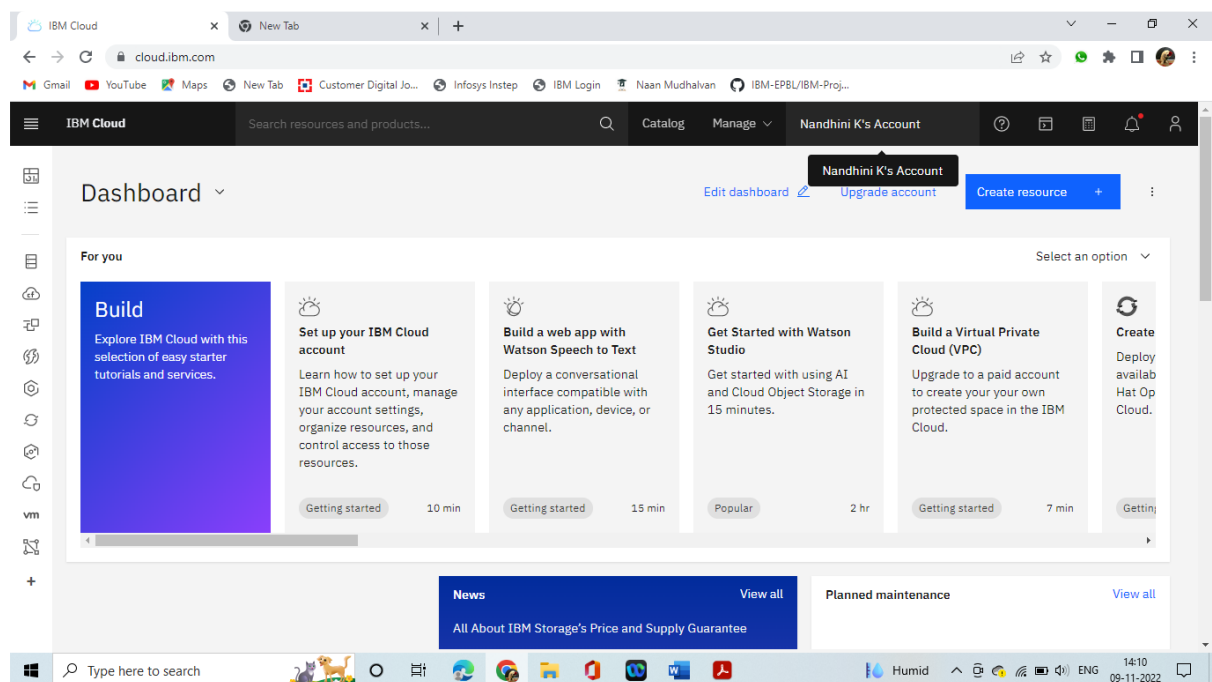 IBM Cloud
New Tab
cloud.ibm.com
Gmail YouTube Maps New Tab Customer Digital Jo... Infosys Instep IBM Login Naan Mudhalvan IBM-EPBL/IBM-Proj...
IBM Cloud Search resources and products... Catalog Manage Nandhini K's Account
Nandhini K's Account
Dashboard
Edit dashboard Upgrade account Create resource +
For you
Select an option
Build
Explore IBM Cloud with this
selection of easy starter
tutorials and services.
Set up your IBM Cloud
account
Learn how to set up your
IBM Cloud account, manage
your account settings,
organize resources, and
control access to those
resources.
Getting started 10 min
Build a web app with
Watson Speech to Text
Deploy a conversational
interface compatible with
any application, device, or
channel.
Getting started 15 min
Get Started with Watson
Studio
Get started with using AI
and Cloud Object Storage in
15 minutes.
Popular 2 hr
Build a Virtual Private
Cloud (VPC)
Upgrade to a paid account
to create your your own
protected space in the IBM
Cloud.
Getting started 7 min
Create
Deploy
availab
Hat Op
Cloud.
Getting
vm
News View all
All About IBM Storage's Price and Supply Guarantee
Planned maintenance View all
Type here to search
Humid ENG 14:10
09-11-2022